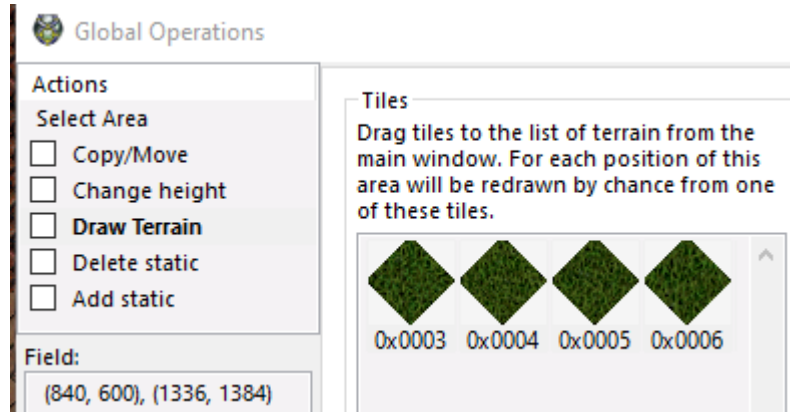 Global Operations
Actions
Select Area
Copy/Move
Change height
Draw Terrain
Delete static
Add static
Field:
(840, 600), (1336, 1384)
Tiles
Drag tiles to the list of terrain from the
main window. For each position of this
area will be redrawn by chance from one
of these tiles.
0x0003 0x0004 0x0005 0x0006